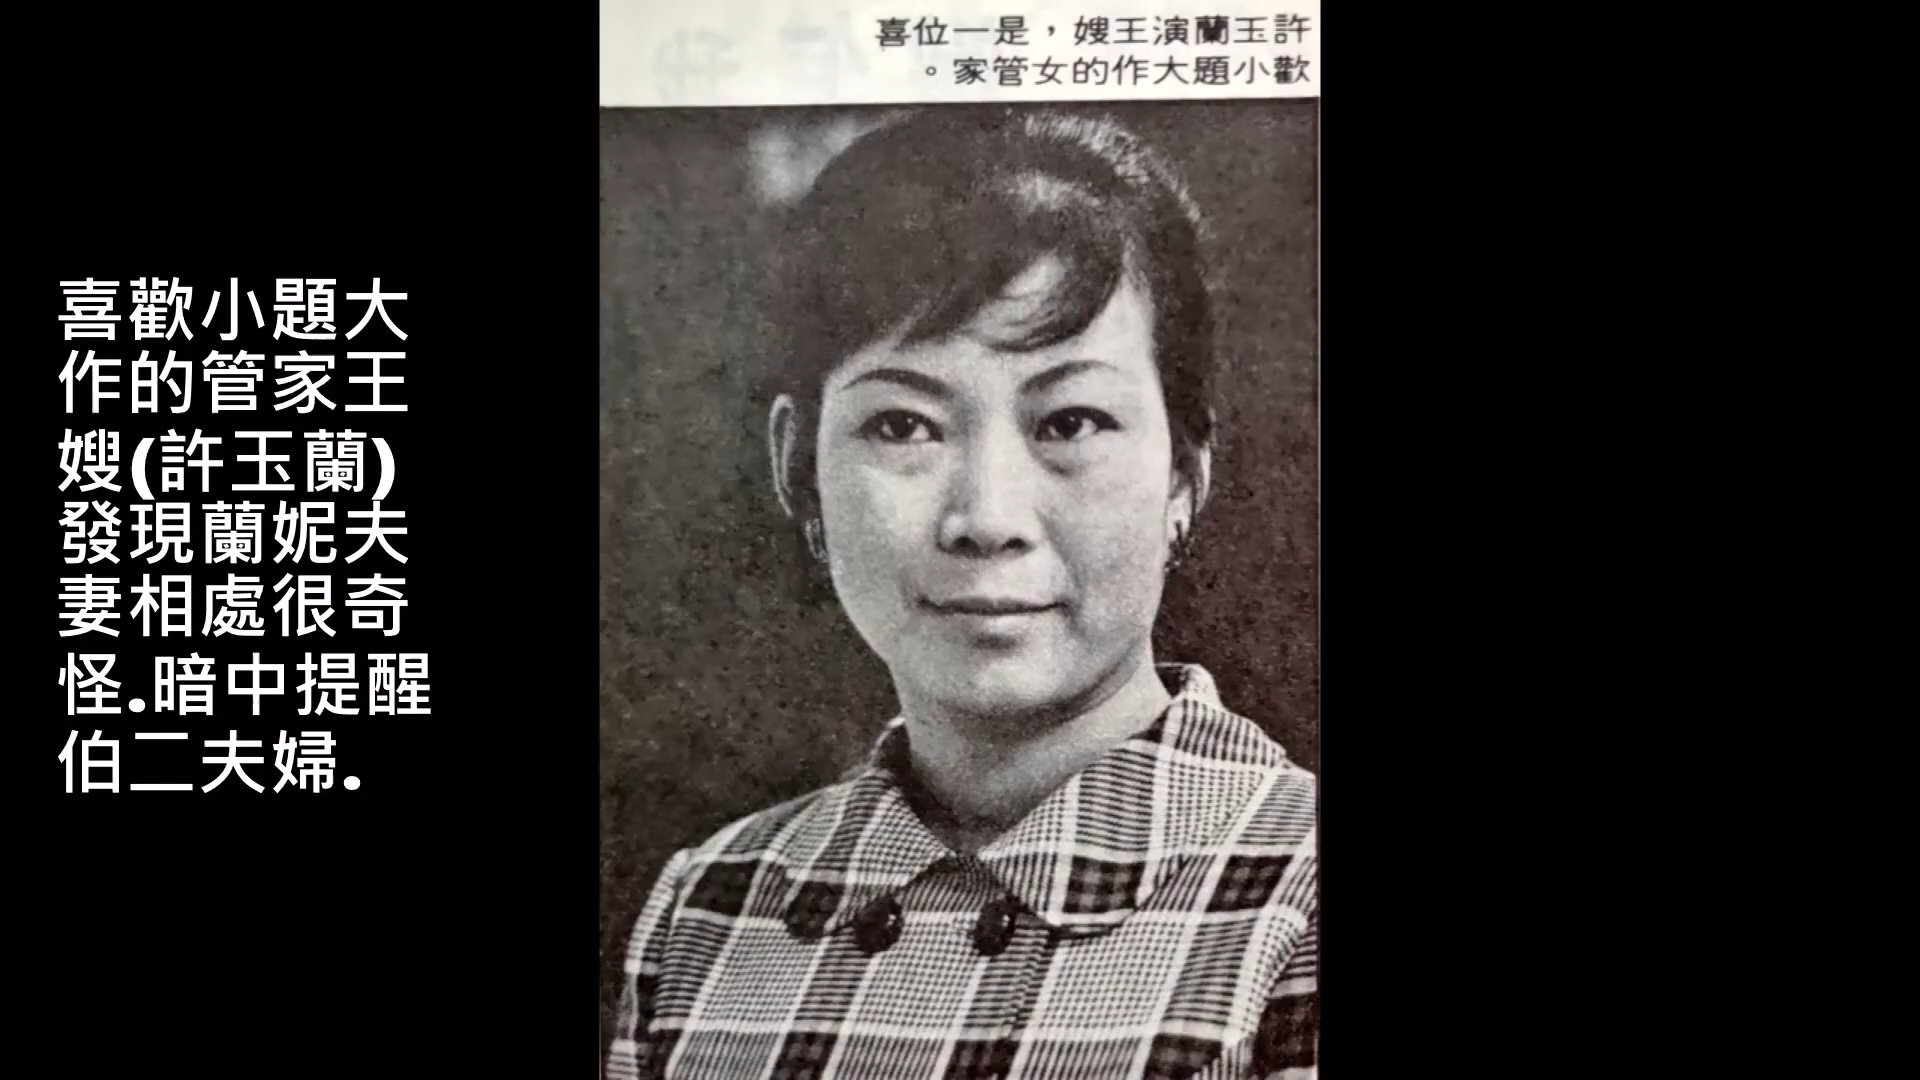 許玉蘭演王嫂，是一位喜
歡小題大作的女管家。
喜歡小題大
作的管家王
嫂(許玉蘭)
發現蘭妮夫
妻相處很奇
怪.暗中提醒
伯二夫婦.